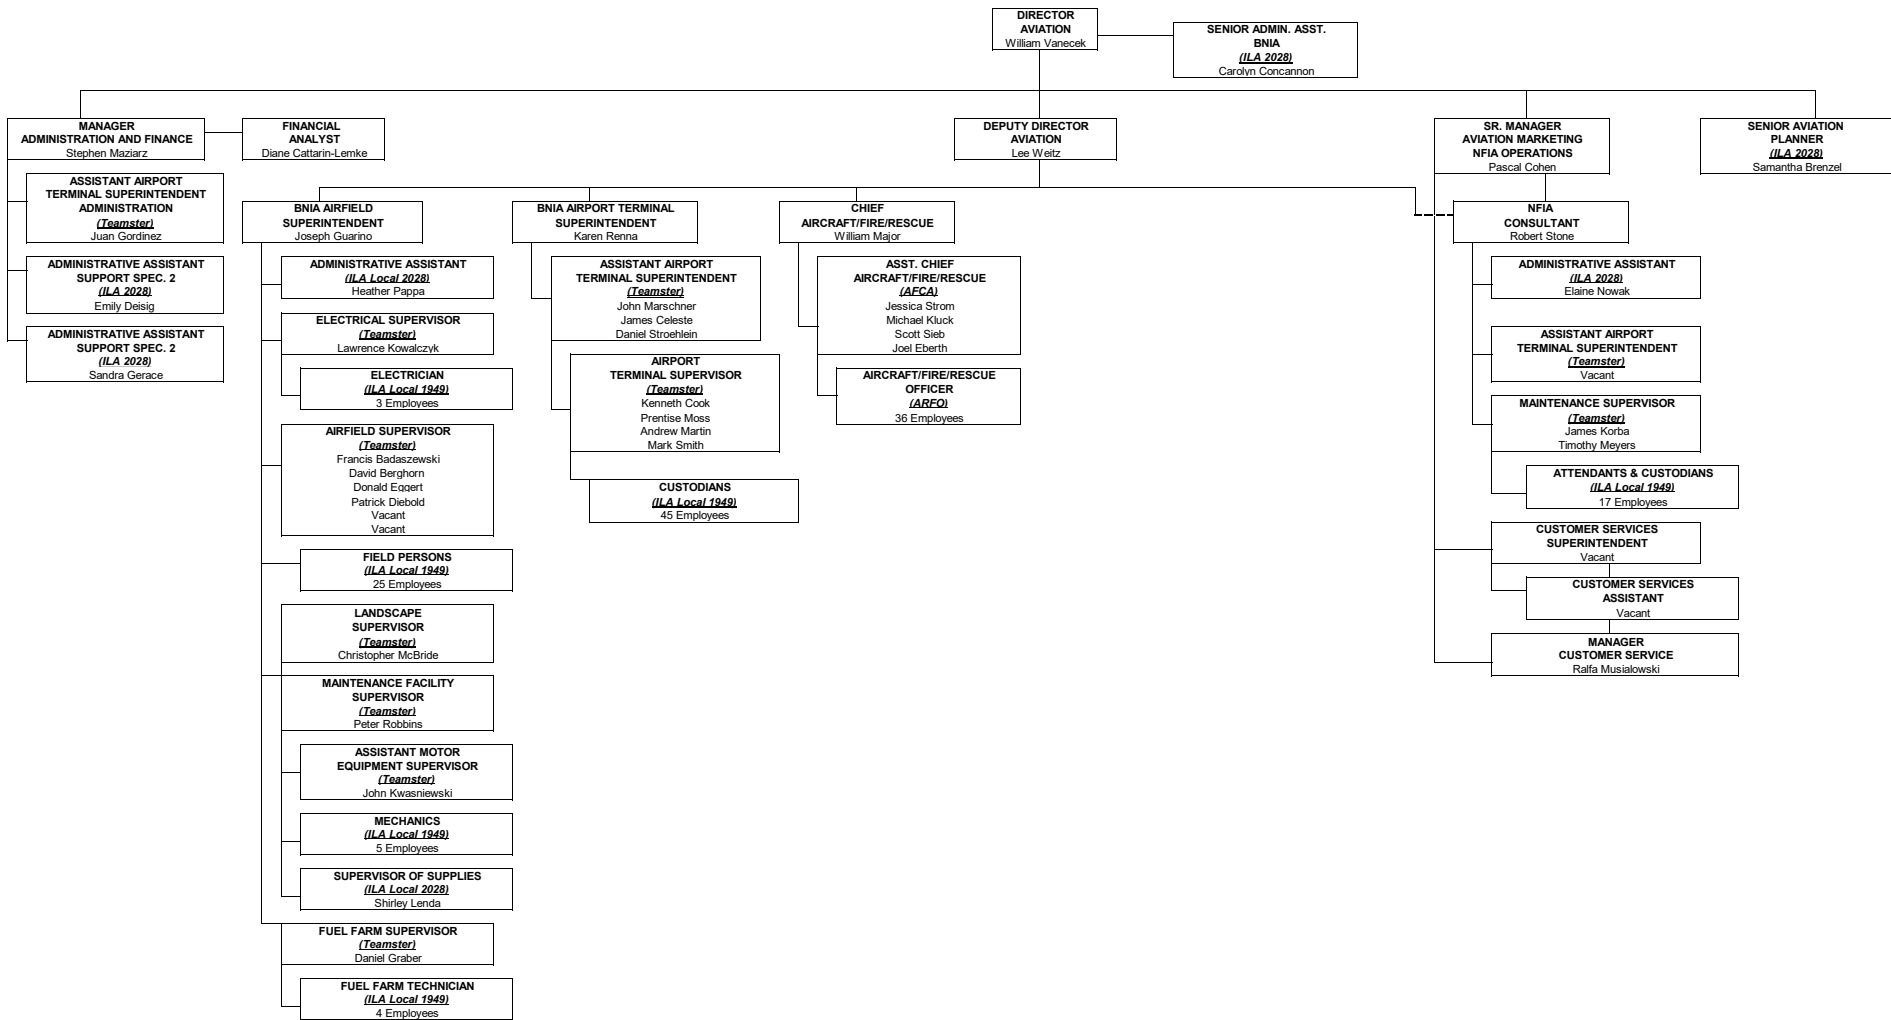 DIRECTOR
AVIATION
William Vanecek
SENIOR ADMIN. ASST.
BNIA
(ILA 2028)
Carolyn Concannon
MANAGER
ADMINISTRATION AND FINANCE
Stephen Maziarz
FINANCIAL
ANALYST
Diane Cattarin-Lemke
DEPUTY DIRECTOR
AVIATION
Lee Weitz
SR. MANAGER
AVIATION MARKETING
NFIA OPERATIONS
Pascal Cohen
SENIOR AVIATION
PLANNER
(ILA 2028)
Samantha Brenzel
ASSISTANT AIRPORT
TERMINAL SUPERINTENDENT
ADMINISTRATION
(Teamster)
Juan Gordinez
ADMINISTRATIVE ASSISTANT
SUPPORT SPEC. 2
(ILA 2028)
Emily Deisig
ADMINISTRATIVE ASSISTANT
SUPPORT SPEC. 2
(ILA 2028)
Sandra Gerace
BNIA AIRFIELD
SUPERINTENDENT
Joseph Guarino
ADMINISTRATIVE ASSISTANT
(ILA Local 2028)
Heather Pappa
ELECTRICAL SUPERVISOR
(Teamster)
Lawrence Kowalczyk
ELECTRICIAN
(ILA Local 1949)
3 Employees
AIRFIELD SUPERVISOR
(Teamster)
Francis Badaszewski
David Berghorn
Donald Eggert
Patrick Diebold
Vacant
Vacant
FIELD PERSONS
(ILA Local 1949)
25 Employees
LANDSCAPE
SUPERVISOR
(Teamster)
Christopher McBride
MAINTENANCE FACILITY
SUPERVISOR
(Teamster)
Peter Robbins
ASSISTANT MOTOR
EQUIPMENT SUPERVISOR
(Teamster)
John Kwasniewski
MECHANICS
(ILA Local 1949)
5 Employees
SUPERVISOR OF SUPPLIES
(ILA Local 2028)
Shirley Lenda
FUEL FARM SUPERVISOR
(Teamster)
Daniel Graber
FUEL FARM TECHNICIAN
(ILA Local 1949)
4 Employees
BNIA AIRPORT TERMINAL
SUPERINTENDENT
Karen Renna
ASSISTANT AIRPORT
TERMINAL SUPERINTENDENT
(Teamster)
John Marschner
James Celeste
Daniel Stroehlein
AIRPORT
TERMINAL SUPERVISOR
(Teamster)
Kenneth Cook
Prentise Moss
Andrew Martin
Mark Smith
CUSTODIANS
(ILA Local 1949)
45 Employees
CHIEF
AIRCRAFT/FIRE/RESCUE
William Major
ASST. CHIEF
AIRCRAFT/FIRE/RESCUE
(AFCA)
Jessica Strom
Michael Kluck
Scott Sieb
Joel Eberth
AIRCRAFT/FIRE/RESCUE
OFFICER
(ARFO)
36 Employees
NFIA
CONSULTANT
Robert Stone
ADMINISTRATIVE ASSISTANT
(ILA 2028)
Elaine Nowak
ASSISTANT AIRPORT
TERMINAL SUPERINTENDENT
(Teamster)
Vacant
MAINTENANCE SUPERVISOR
(Teamster)
James Korba
Timothy Meyers
ATTENDANTS & CUSTODIANS
(ILA Local 1949)
17 Employees
CUSTOMER SERVICES
SUPERINTENDENT
Vacant
CUSTOMER SERVICES
ASSISTANT
Vacant
MANAGER
CUSTOMER SERVICE
Ralfa Musialowski